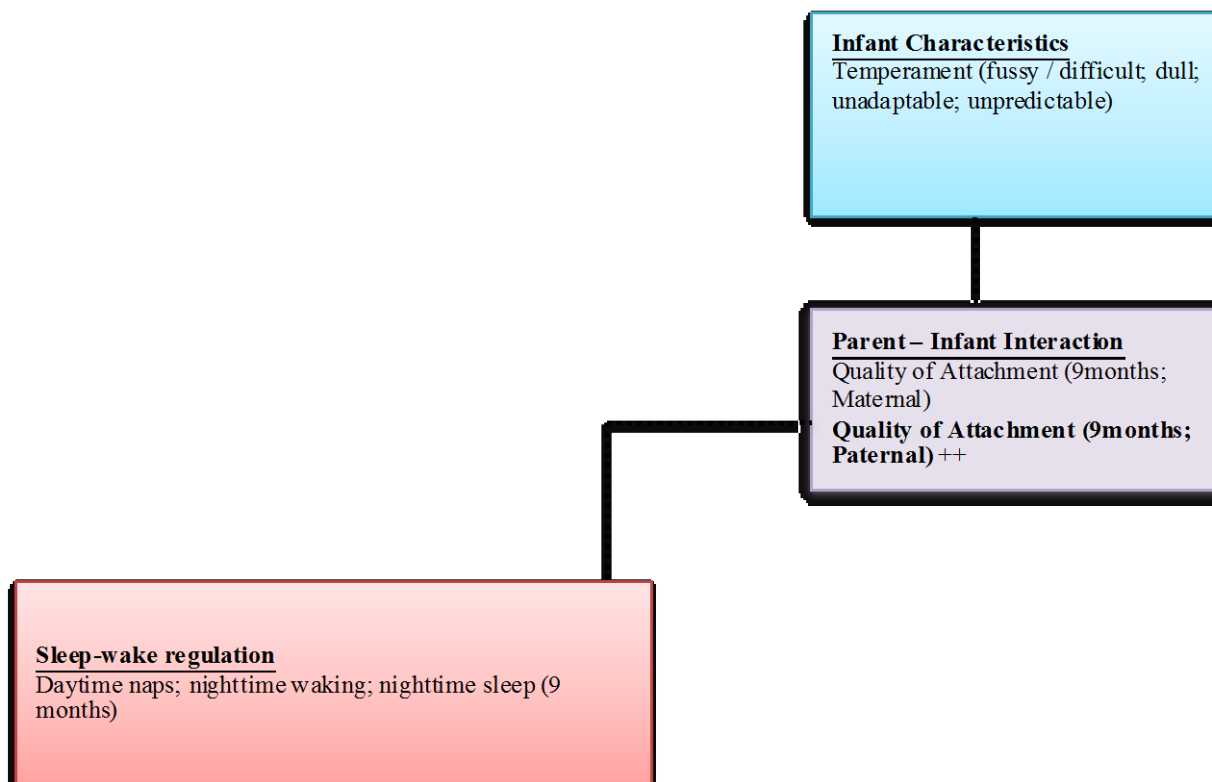 Infant Characteristics
Temperament (fussy / difficult; dull;
unadaptable; unpredictable)
Parent – Infant Interaction
Quality of Attachment (9months;
Maternal)
Quality of Attachment (9months;
Paternal) ++
Sleep-wake regulation
Daytime naps; nighttime waking; nighttime sleep (9
months)